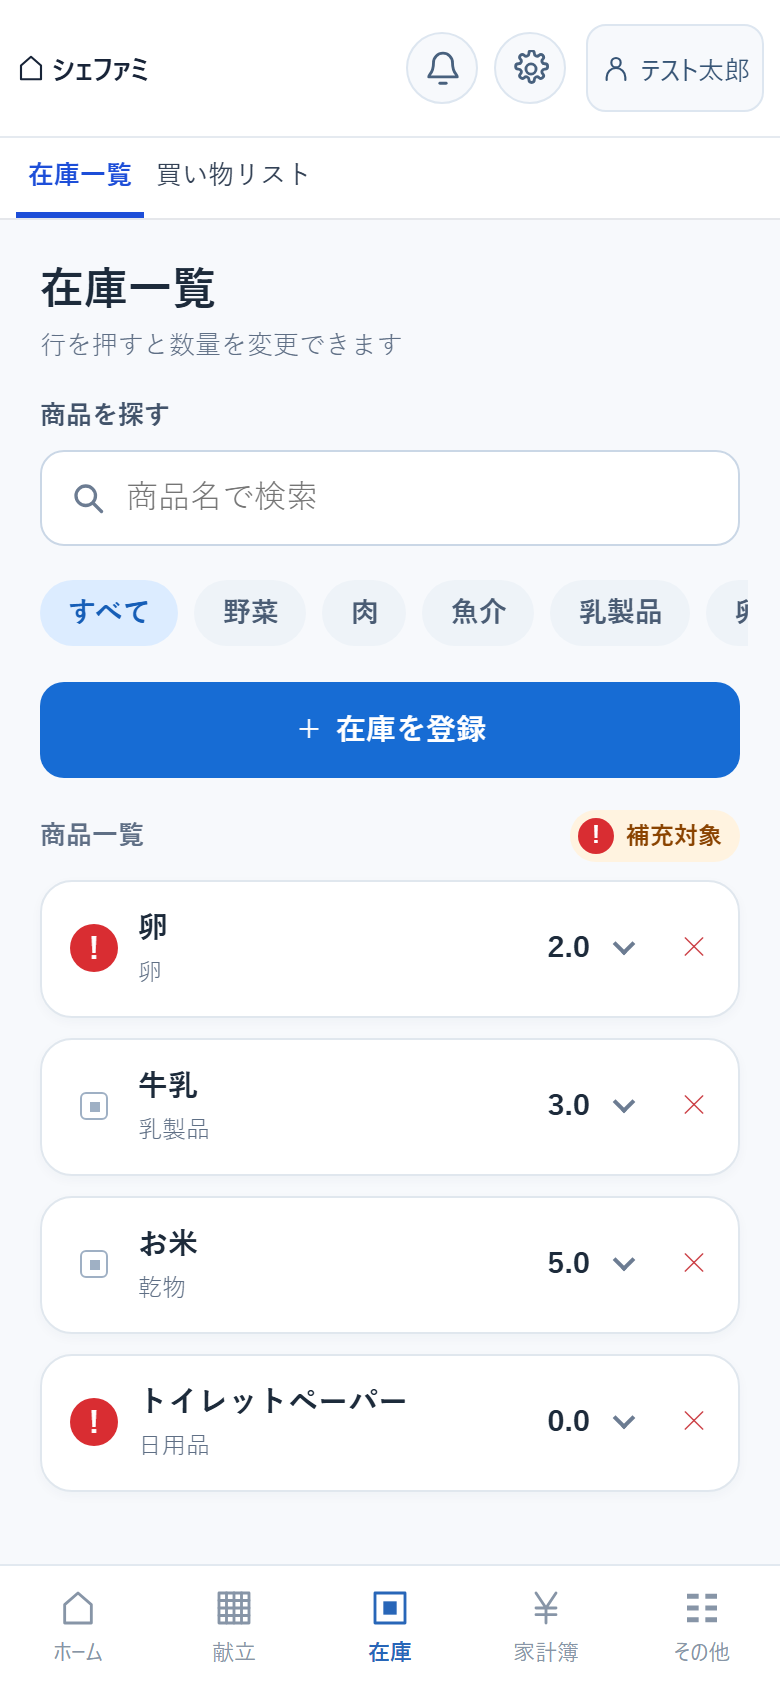 シェファミ
テスト太郎
在庫一覧 買い物リスト
在庫一覧
行を押すと数量を変更できます
商品を探す
商品名で検索
すべて 野菜 肉 魚介 乳製品
＋ 在庫を登録
商品一覧
! 補充対象
! 卵
卵
2.0
牛乳
乳製品
3.0
お米
乾物
5.0
! トイレットペーパー
日用品
0.0
ホーム 献立 在庫 家計簿 その他